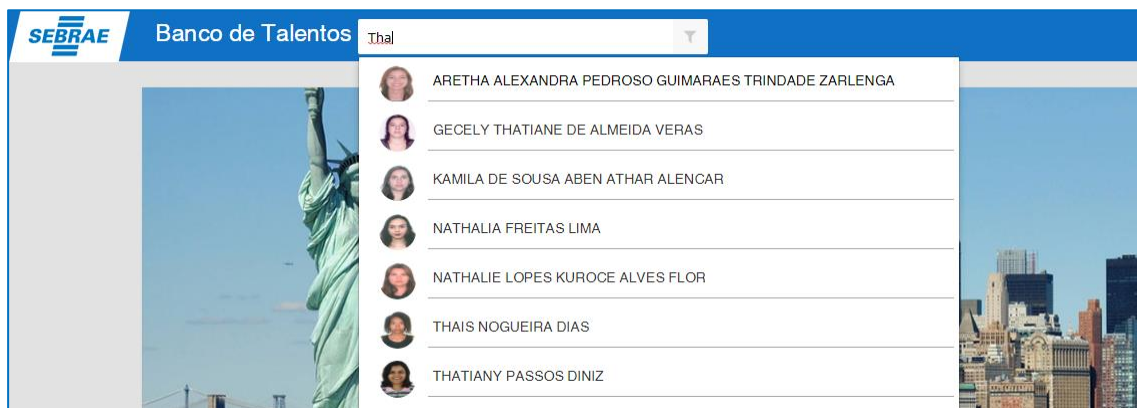 SEBRAE
Banco de Talentos
Tha
ARETHA ALEXANDRA PEDROSO GUIMARAES TRINDADE ZARLENGA
GECELY THATIANE DE ALMEIDA VERAS
KAMILA DE SOUSA ABEN ATHAR ALENCAR
NATHALIA FREITAS LIMA
NATHALIE LOPES KUROCE ALVES FLOR
THAIS NOGUEIRA DIAS
THATIANY PASSOS DINIZ